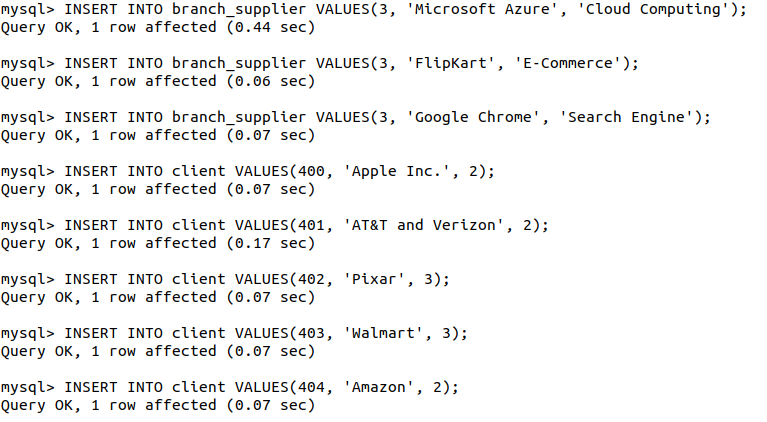 mysql> INSERT INTO branch_supplier VALUES(3, 'Microsoft Azure', 'Cloud Computing');
Query OK, 1 row affected (0.44 sec)
mysql> INSERT INTO branch_supplier VALUES(3, 'FlipKart', 'E-Commerce');
Query OK, 1 row affected (0.06 sec)
mysql> INSERT INTO branch_supplier VALUES(3, 'Google Chrome', 'Search Engine');
Query OK, 1 row affected (0.07 sec)
mysql> INSERT INTO client VALUES(400, 'Apple Inc.', 2);
Query OK, 1 row affected (0.07 sec)
mysql> INSERT INTO client VALUES(401, 'AT&T and Verizon', 2);
Query OK, 1 row affected (0.17 sec)
mysql> INSERT INTO client VALUES(402, 'Pixar', 3);
Query OK, 1 row affected (0.07 sec)
mysql> INSERT INTO client VALUES(403, 'Walmart', 3);
Query OK, 1 row affected (0.07 sec)
mysql> INSERT INTO client VALUES(404, 'Amazon', 2);
Query OK, 1 row affected (0.07 sec)